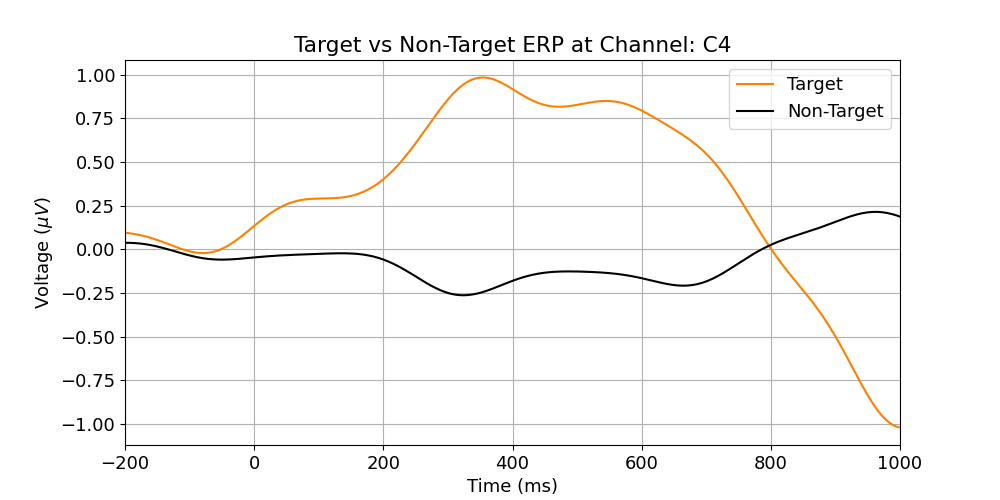 Target vs Non-Target ERP at Channel: C4
Target
Non-Target
Voltage (μV)
1.00
0.75
0.50
0.25
0.00
−0.25
−0.50
−0.75
−1.00
−200 0 200 400 600 800 1000
Time (ms)